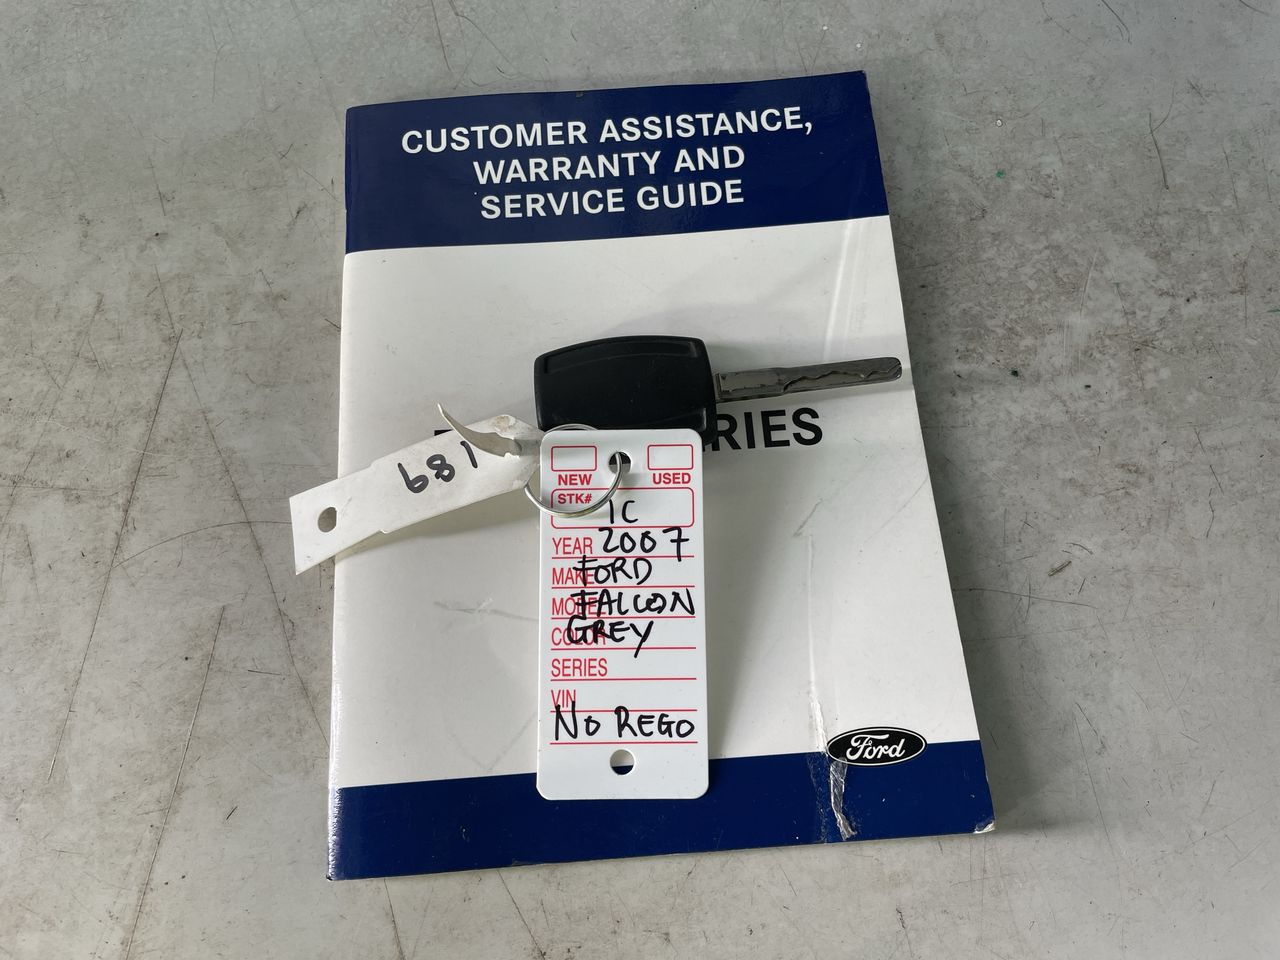 CUSTOMER ASSISTANCE,
WARRANTY AND
SERVICE GUIDE
681
NEW USED
STK# 1C
YEAR 2007
MAKE FORD
MODEL FALCON
COLOR GREY
SERIES
VIN
NO REGO
Ford